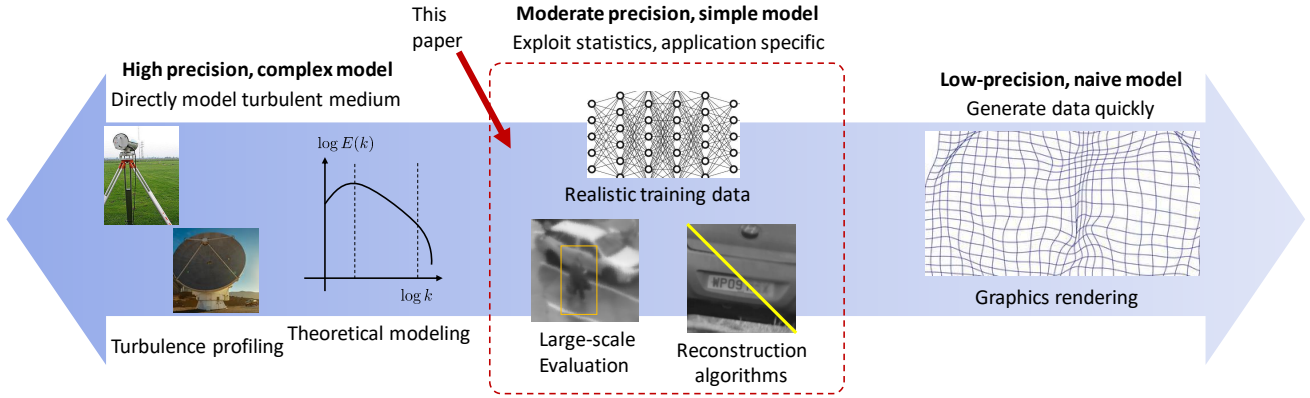 This
paper
Moderate precision, simple model
Exploit statistics, application specific
High precision, complex model
Directly model turbulent medium
Low-precision, naive model
Generate data quickly
log E(k)
log k
Realistic training data
Turbulence profiling
Theoretical modeling
Large-scale
Evaluation
Reconstruction
algorithms
Graphics rendering